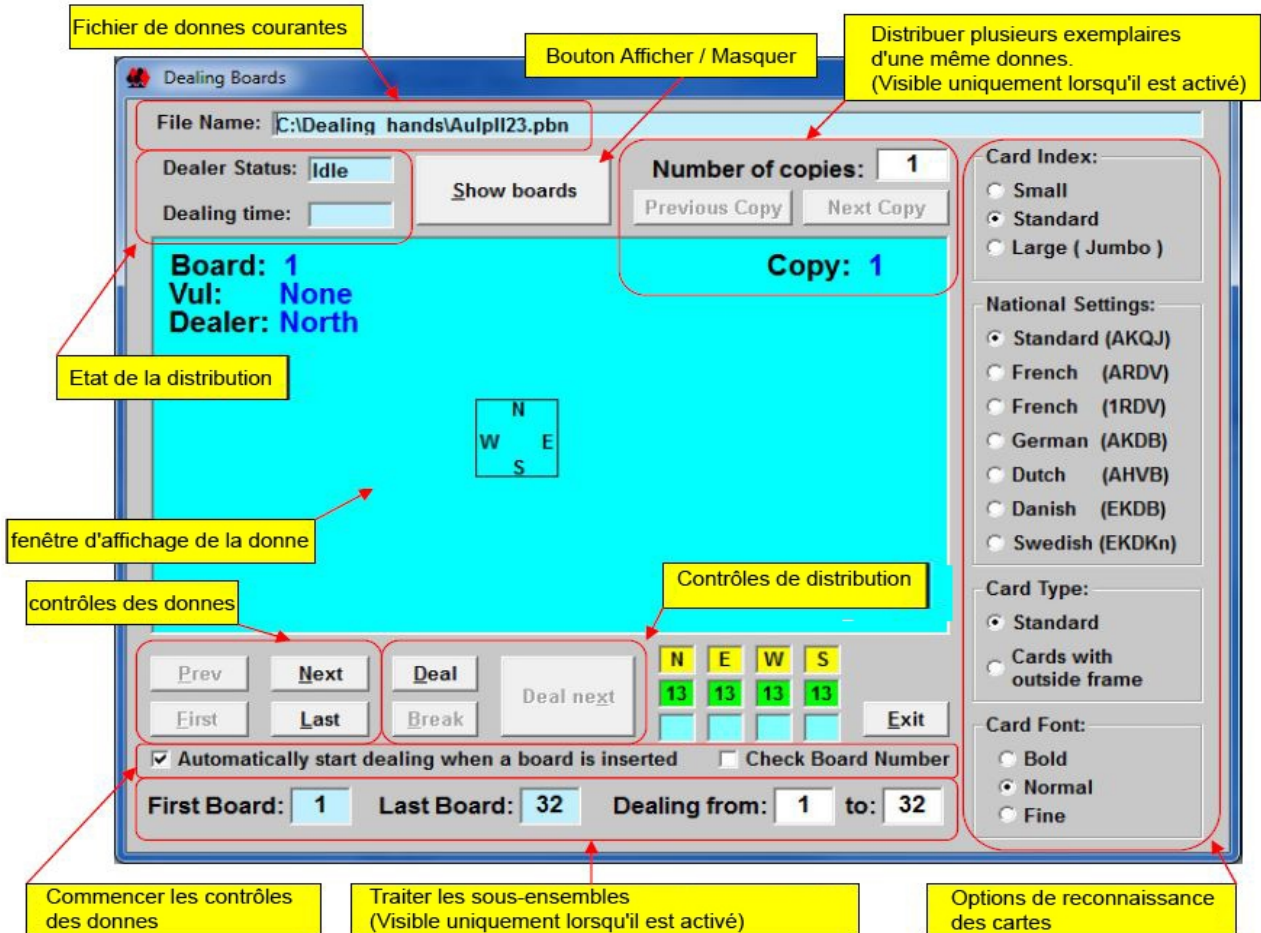 Fichier de donnes courantes
Bouton Afficher / Masquer
Distribuer plusieurs exemplaires
d'une même donnes.
(Visible uniquement lorsqu'il est activé)
Dealing Boards
File Name: C:\Dealing hands\Aulpll23.pbn
Dealer Status: Idle
Dealing time:
Show boards
Number of copies: 1
Previous Copy Next Copy
Board: 1
Vul: None
Dealer: North
Copy: 1
Etat de la distribution
N
W E
S
fenêtre d'affichage de la donne
contrôles des donnes
Contrôles de distribution
Card Index:
Small
Standard
Large ( Jumbo )
National Settings:
Standard (AKQJ)
French (ARDV)
French (1RDV)
German (AKDB)
Dutch (AHVB)
Danish (EKDB)
Swedish (EKDKn)
Card Type:
Standard
Cards with
outside frame
Card Font:
Bold
Normal
Fine
Prev Next
First Last
Deal
Break
Deal next
N E W S
13 13 13 13
Exit
Automatically start dealing when a board is inserted Check Board Number
First Board: 1 Last Board: 32 Dealing from: 1 to: 32
Commencer les contrôles
des donnes
Traiter les sous-ensembles
(Visible uniquement lorsqu'il est activé)
Options de reconnaissance
des cartes